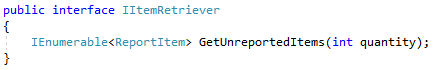 public interface IItemRetriever
{
    IEnumerable<ReportItem> GetUnreportedItems(int quantity);
}